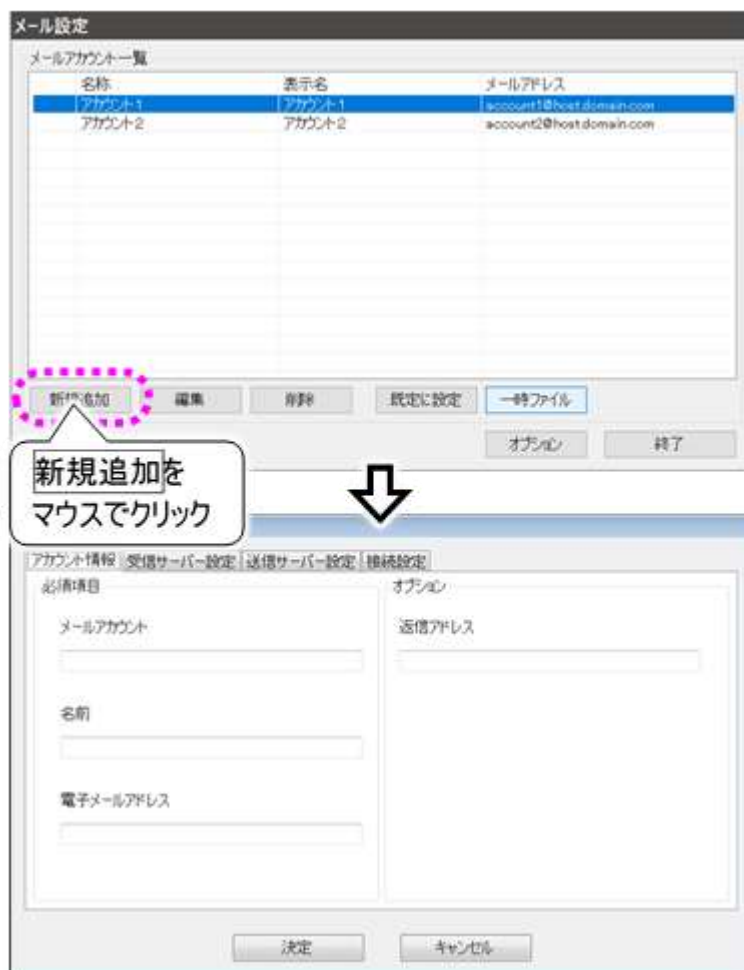 メール設定
メールアカウント一覧
名称 表示名 メールアドレス
アカウント1 アカウント1 account1@host.domain.com
アカウント2 アカウント2 account2@host.domain.com
新規追加 編集 削除 既定に設定 一時ファイル
オプション 終了
新規追加を
マウスでクリック
アカウント情報 受信サーバー設定 送信サーバー設定 接続設定
必須項目 オプション
メールアカウント 返信アドレス
名前
電子メールアドレス
決定 キャンセル